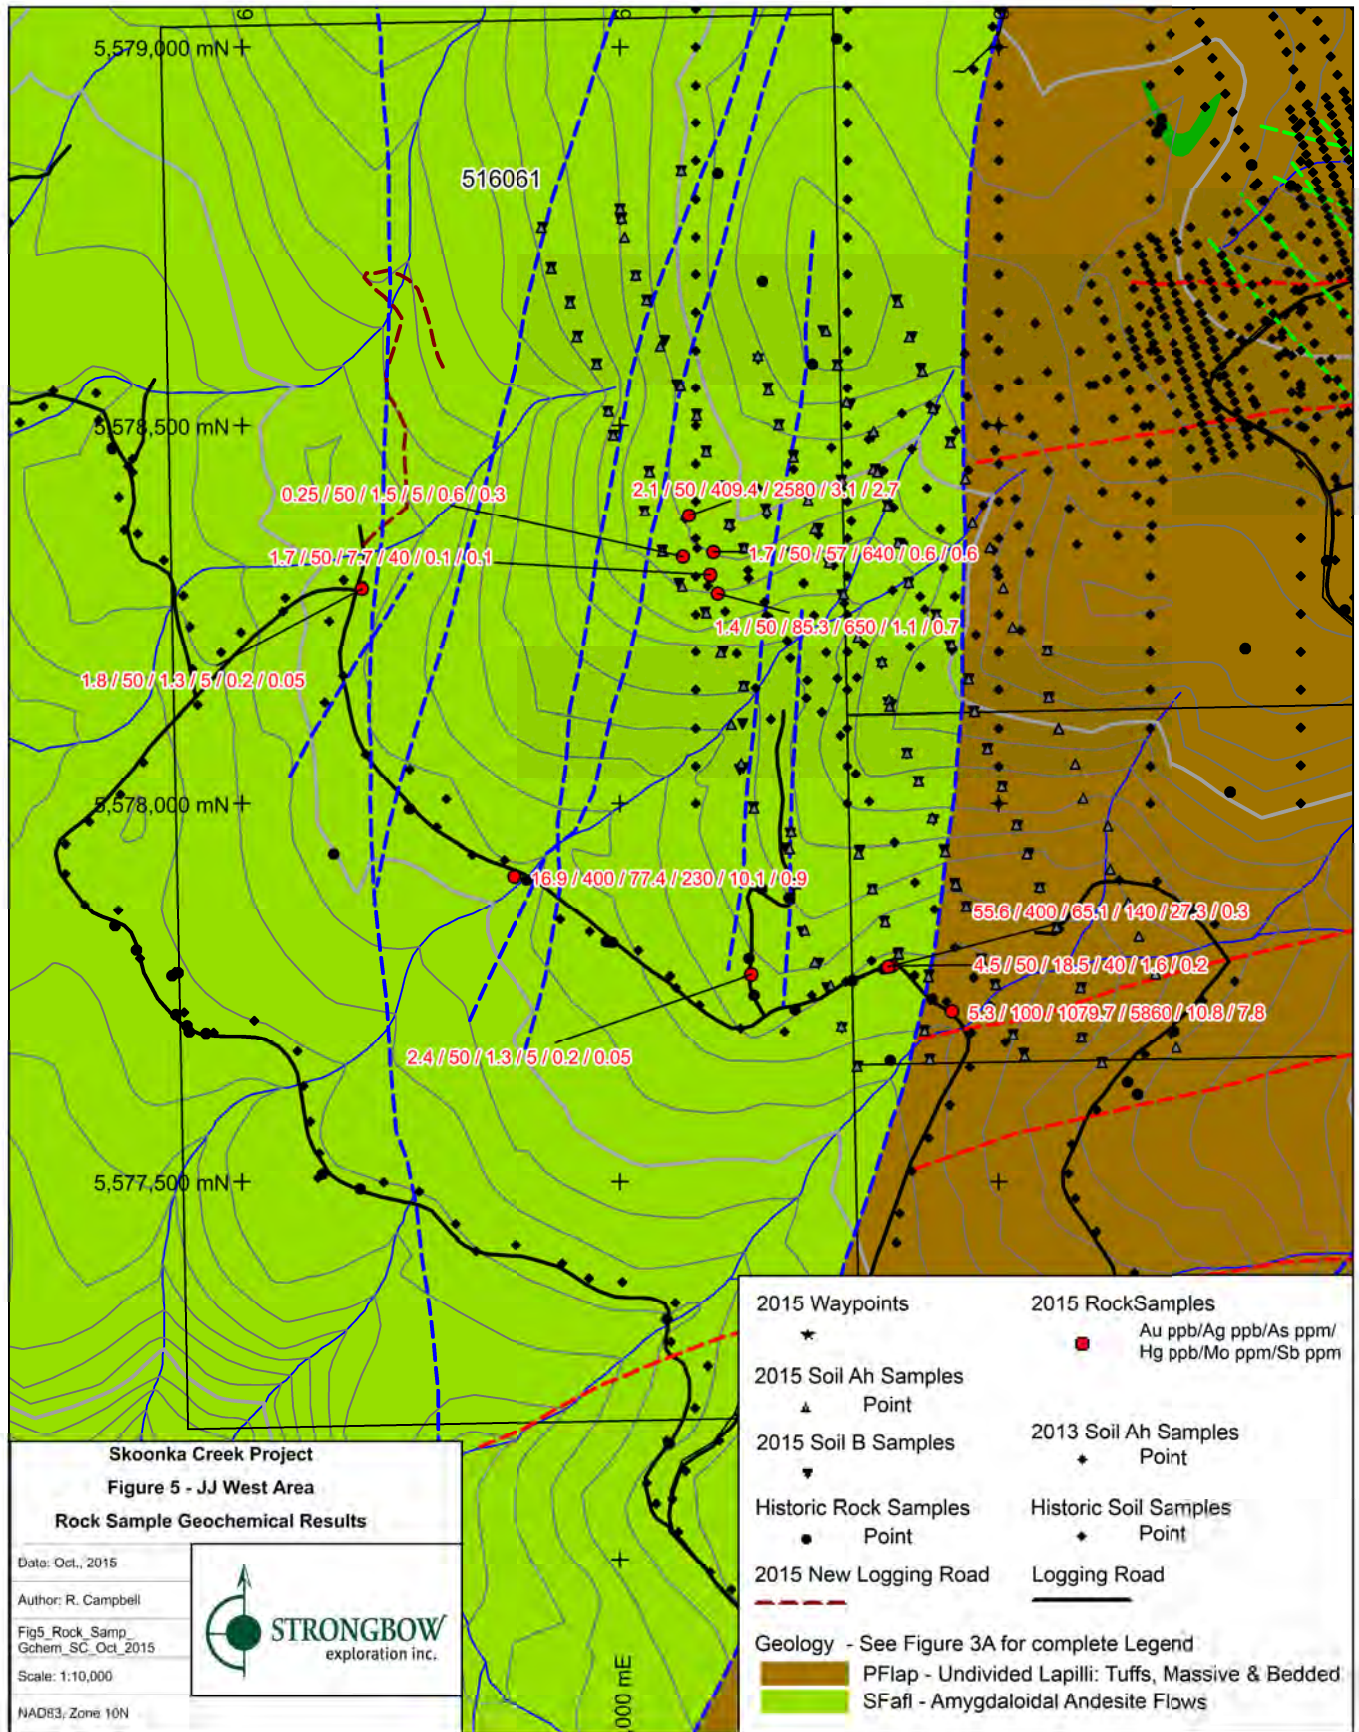 5,579,000 mN
516061
5,578,500 mN
0.25 / 50 / 1.5 / 5 / 0.6 / 0.3
2.1 / 50 / 409.4 / 2580 / 3.1 / 2.7
1.7 / 50 / 7.7 / 40 / 0.1 / 0.1
1.7 / 50 / 57 / 640 / 0.6 / 0.6
1.4 / 50 / 85.3 / 650 / 1.1 / 0.7
1.8 / 50 / 1.3 / 5 / 0.2 / 0.05
5,578,000 mN
16.9 / 400 / 77.4 / 230 / 10.1 / 0.9
55.6 / 400 / 65.1 / 140 / 27.3 / 0.3
4.5 / 50 / 18.5 / 40 / 1.6 / 0.2
5.3 / 100 / 1079.7 / 5860 / 10.8 / 7.8
2.4 / 50 / 1.3 / 5 / 0.2 / 0.05
5,577,500 mN
,000 mE
2015 Waypoints
2015 RockSamples
Au ppb/Ag ppb/As ppm/
Hg ppb/Mo ppm/Sb ppm
2015 Soil Ah Samples
Point
2015 Soil B Samples
2013 Soil Ah Samples
Point
Historic Rock Samples
Point
Historic Soil Samples
Point
2015 New Logging Road
Logging Road
Geology - See Figure 3A for complete Legend
PFlap - Undivided Lapilli: Tuffs, Massive & Bedded
SFafl - Amygdaloidal Andesite Flows
Skoonka Creek Project
Figure 5 - JJ West Area
Rock Sample Geochemical Results
Date: Oct., 2015
Author: R. Campbell
Fig5_Rock_Samp_
Gchem_SC_Oct_2015
Scale: 1:10,000
NAD83, Zone 10N
STRONGBOW
exploration inc.